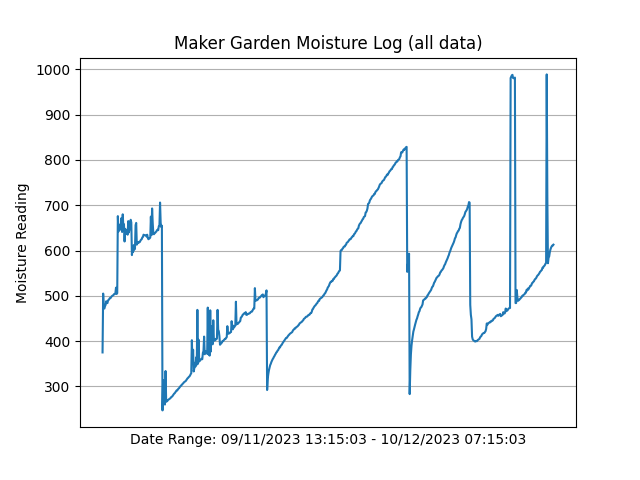 Maker Garden Moisture Log (all data)
1000
900
800
700
600
500
400
300
Moisture Reading
Date Range: 09/11/2023 13:15:03 - 10/12/2023 07:15:03